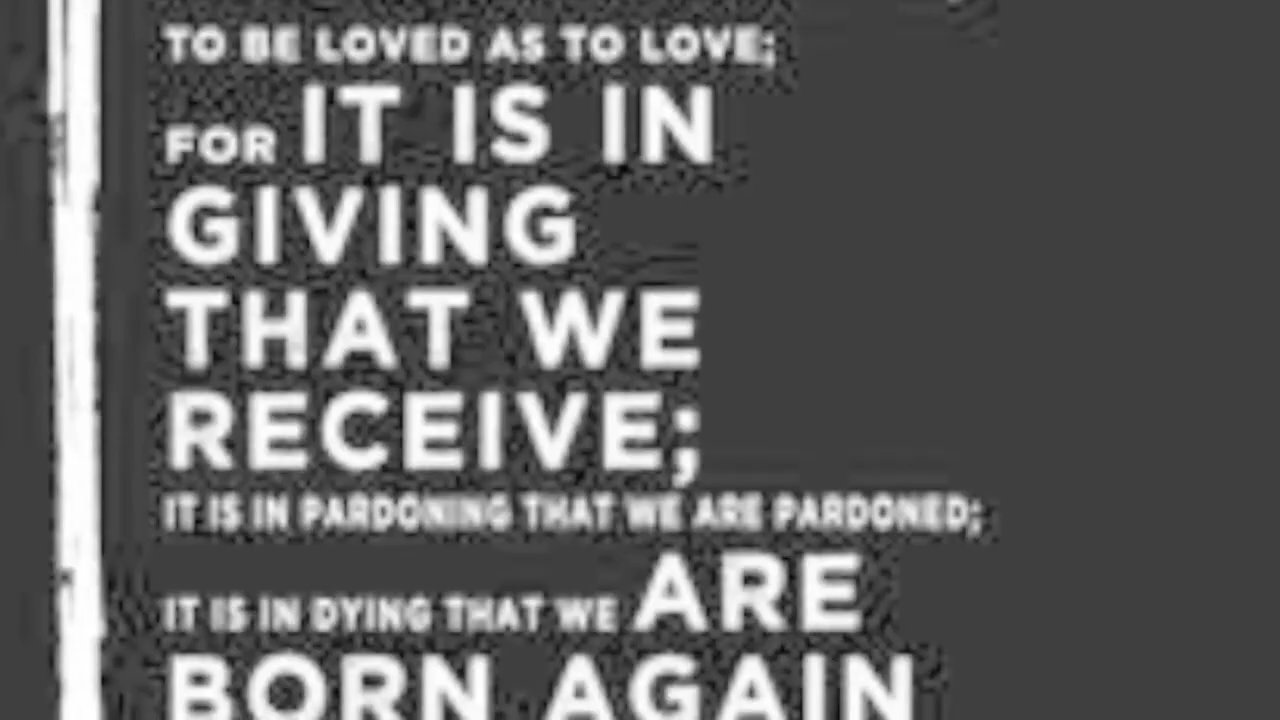 TO BE LOVED AS TO LOVE;
FOR IT IS IN
GIVING
THAT WE
RECEIVE;
IT IS IN PARDONING THAT WE ARE PARDONED;
IT IS IN DYING THAT WE ARE
BORN AGAIN